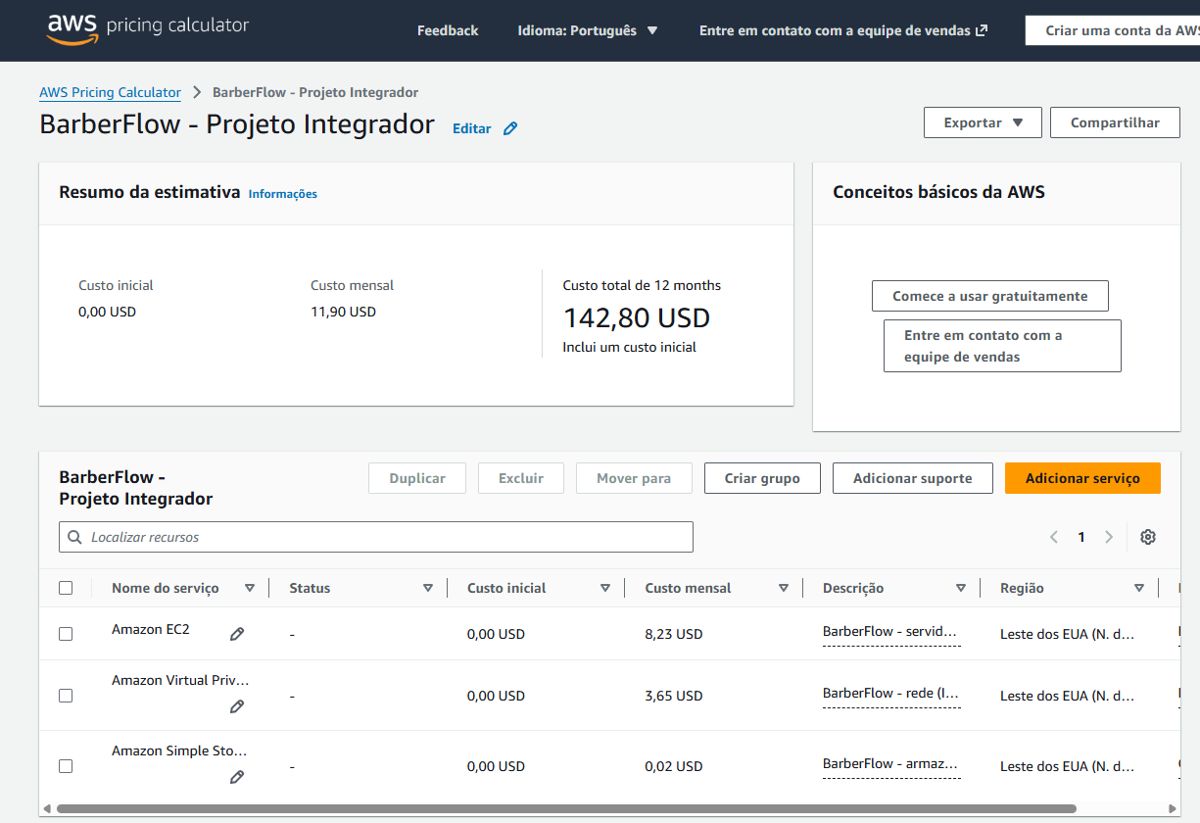 aws pricing calculator
Feedback
Idioma: Português
Entre em contato com a equipe de vendas
Criar uma conta da AWS
AWS Pricing Calculator > BarberFlow - Projeto Integrador
BarberFlow - Projeto Integrador
Editar
Exportar
Compartilhar
Resumo da estimativa Informações
Custo inicial
0,00 USD
Custo mensal
11,90 USD
Custo total de 12 months
142,80 USD
Inclui um custo inicial
Conceitos básicos da AWS
Comece a usar gratuitamente
Entre em contato com a
equipe de vendas
BarberFlow -
Projeto Integrador
Duplicar
Excluir
Mover para
Criar grupo
Adicionar suporte
Adicionar serviço
Localizar recursos
1
Nome do serviço Status Custo inicial Custo mensal Descrição Região
Amazon EC2 - 0,00 USD 8,23 USD BarberFlow - servid... Leste dos EUA (N. d...
Amazon Virtual Priv... - 0,00 USD 3,65 USD BarberFlow - rede (I... Leste dos EUA (N. d...
Amazon Simple Sto... - 0,00 USD 0,02 USD BarberFlow - armaz... Leste dos EUA (N. d...